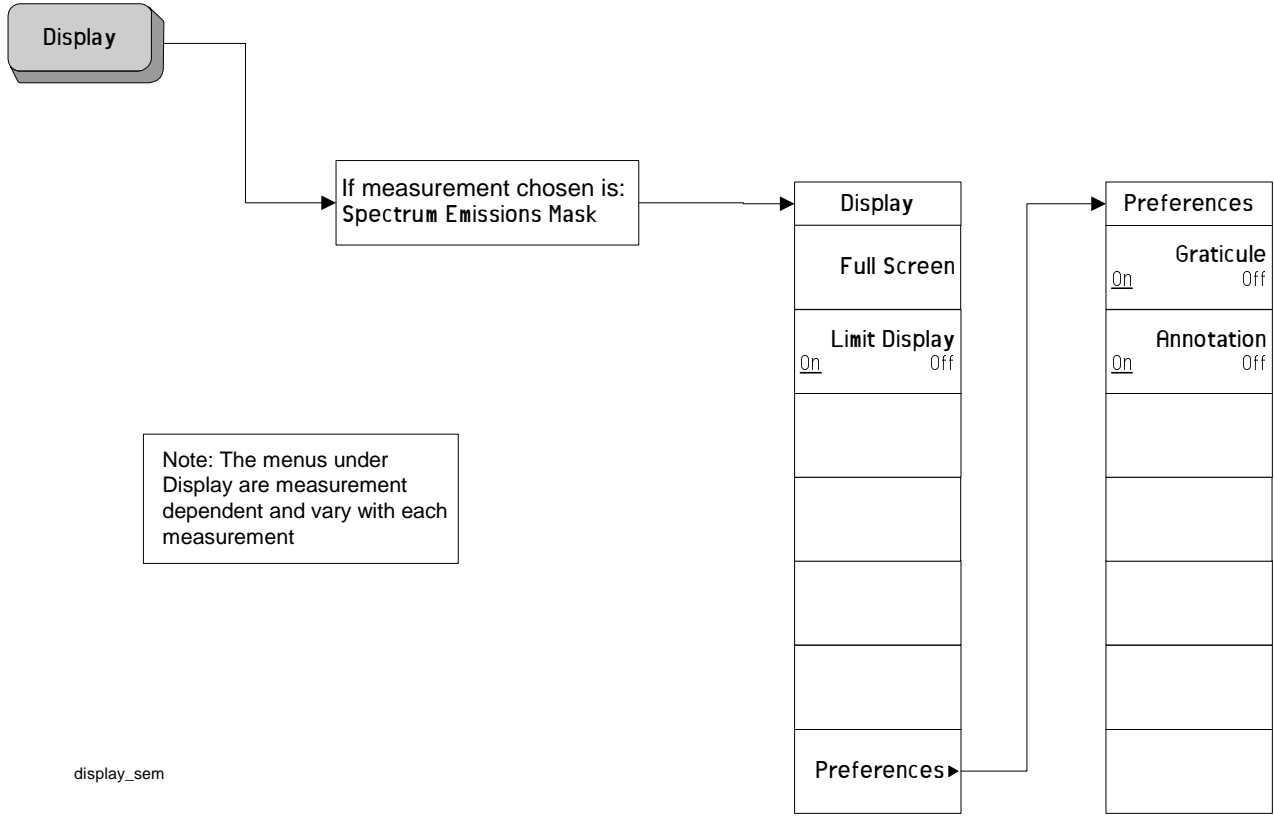 Display
If measurement chosen is:
Spectrum Emissions Mask
Display
Full Screen
Limit Display
On Off
Preferences
Preferences
Graticule
On Off
Annotation
On Off
Note: The menus under
Display are measurement
dependent and vary with each
measurement
display_sem